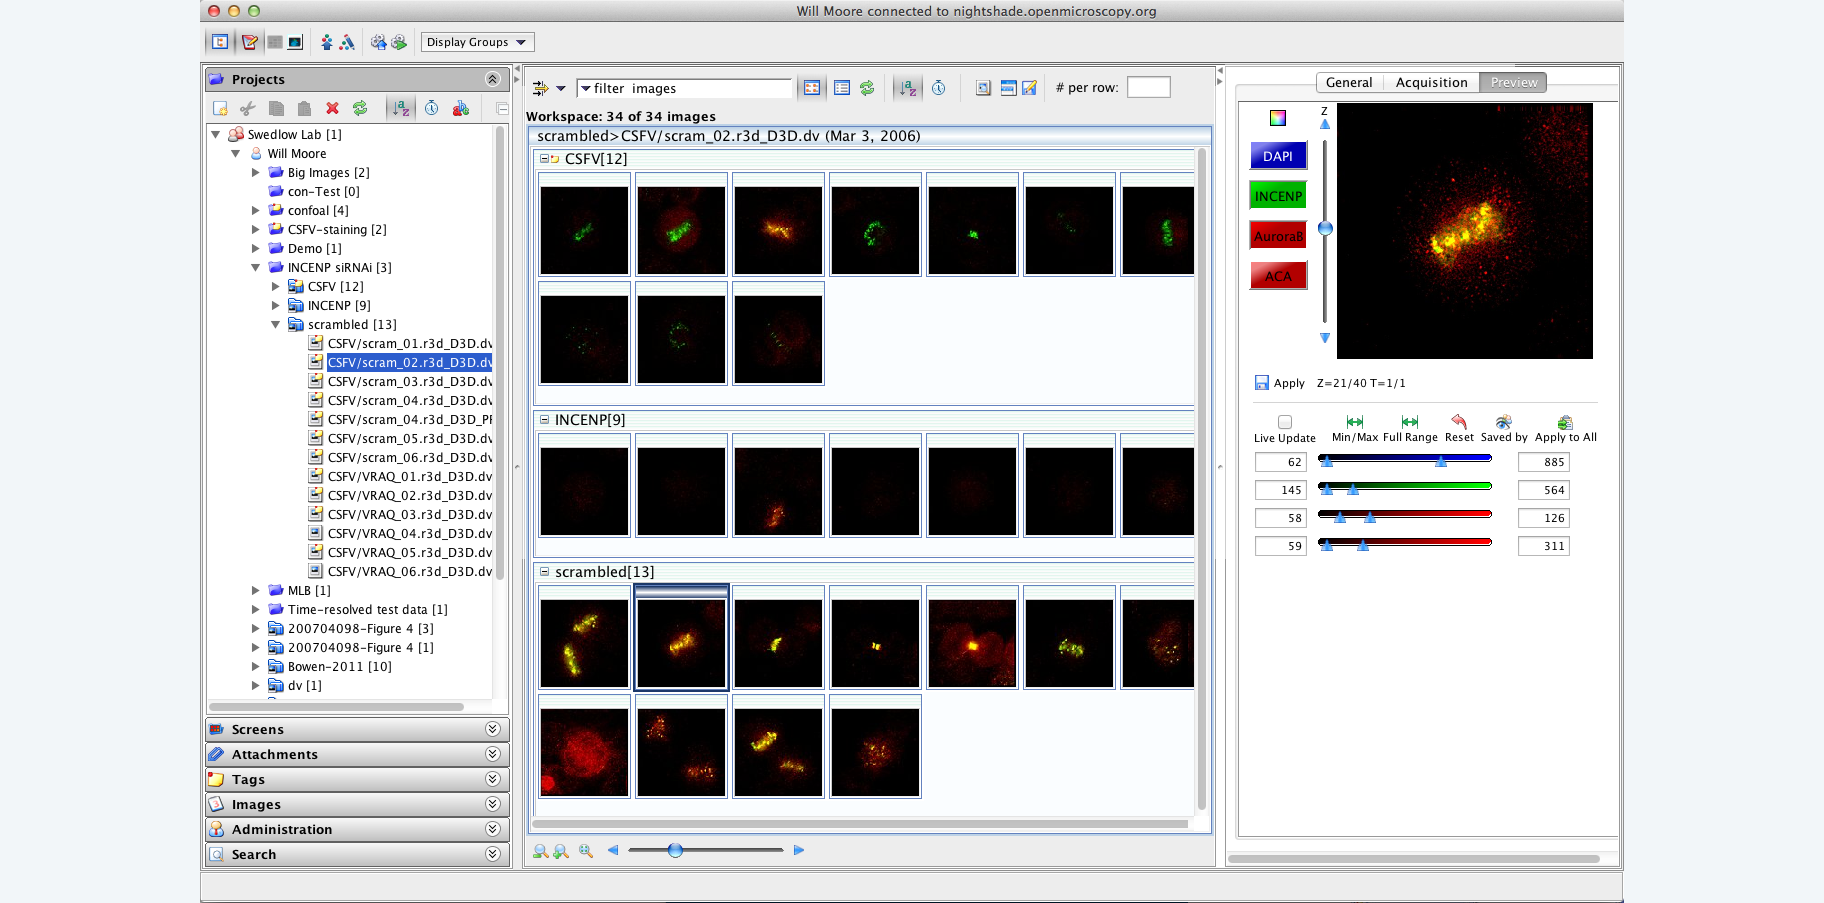 Will Moore connected to nightshade.openmicroscopy.org
Display Groups
Projects
Swedlow Lab [1]
Will Moore
Big Images [2]
con-Test [0]
confoal [4]
CSFV-staining [2]
Demo [1]
INCENP siRNAi [3]
CSFV [12]
INCENP [9]
scrambled [13]
CSFV/scram_01.r3d_D3D.dv
CSFV/scram_02.r3d_D3D.dv
CSFV/scram_03.r3d_D3D.dv
CSFV/scram_04.r3d_D3D.dv
CSFV/scram_04.r3d_D3D_PR
CSFV/scram_05.r3d_D3D.dv
CSFV/scram_06.r3d_D3D.dv
CSFV/VRAQ_01.r3d_D3D.dv
CSFV/VRAQ_02.r3d_D3D.dv
CSFV/VRAQ_03.r3d_D3D.dv
CSFV/VRAQ_04.r3d_D3D.dv
CSFV/VRAQ_05.r3d_D3D.dv
CSFV/VRAQ_06.r3d_D3D.dv
MLB [1]
Time-resolved test data [1]
200704098-Figure 4 [3]
200704098-Figure 4 [1]
Bowen-2011 [10]
dv [1]
Screens
Attachments
Tags
Images
Administration
Search
filter images
# per row:
Workspace: 34 of 34 images
scrambled>CSFV/scram_02.r3d_D3D.dv (Mar 3, 2006)
CSFV[12]
INCENP[9]
scrambled[13]
General Acquisition Preview
Z
DAPI
INCENP
AuroraB
ACA
Apply Z=21/40 T=1/1
Live Update Min/Max Full Range Reset Saved by Apply to All
62 885
145 564
58 126
59 311